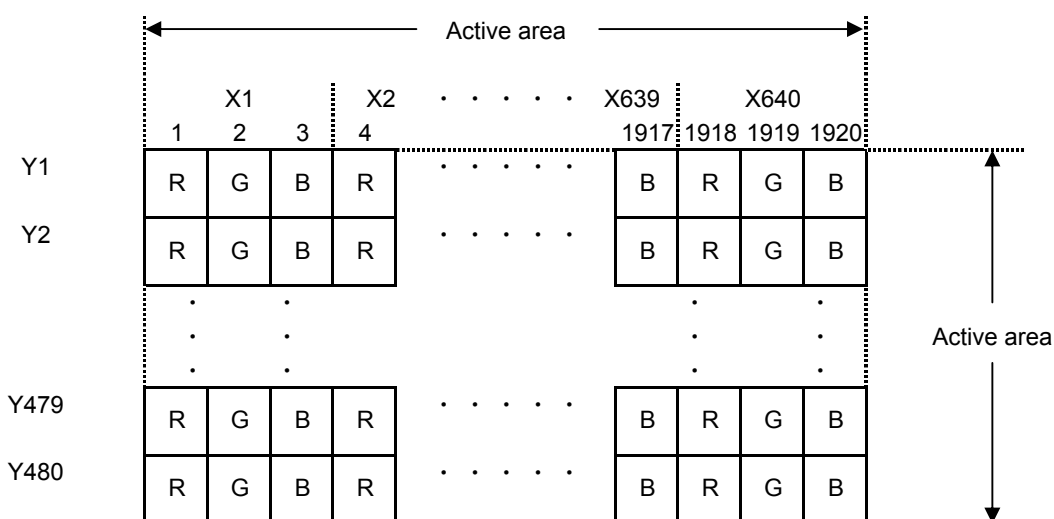 Active area
X1 X2 · · · · · X639 X640
1 2 3 4 1917 1918 1919 1920
Y1 R G B R · · · · · B R G B
Y2 R G B R · · · · · B R G B
Active area
Y479 R G B R · · · · · B R G B
Y480 R G B R · · · · · B R G B